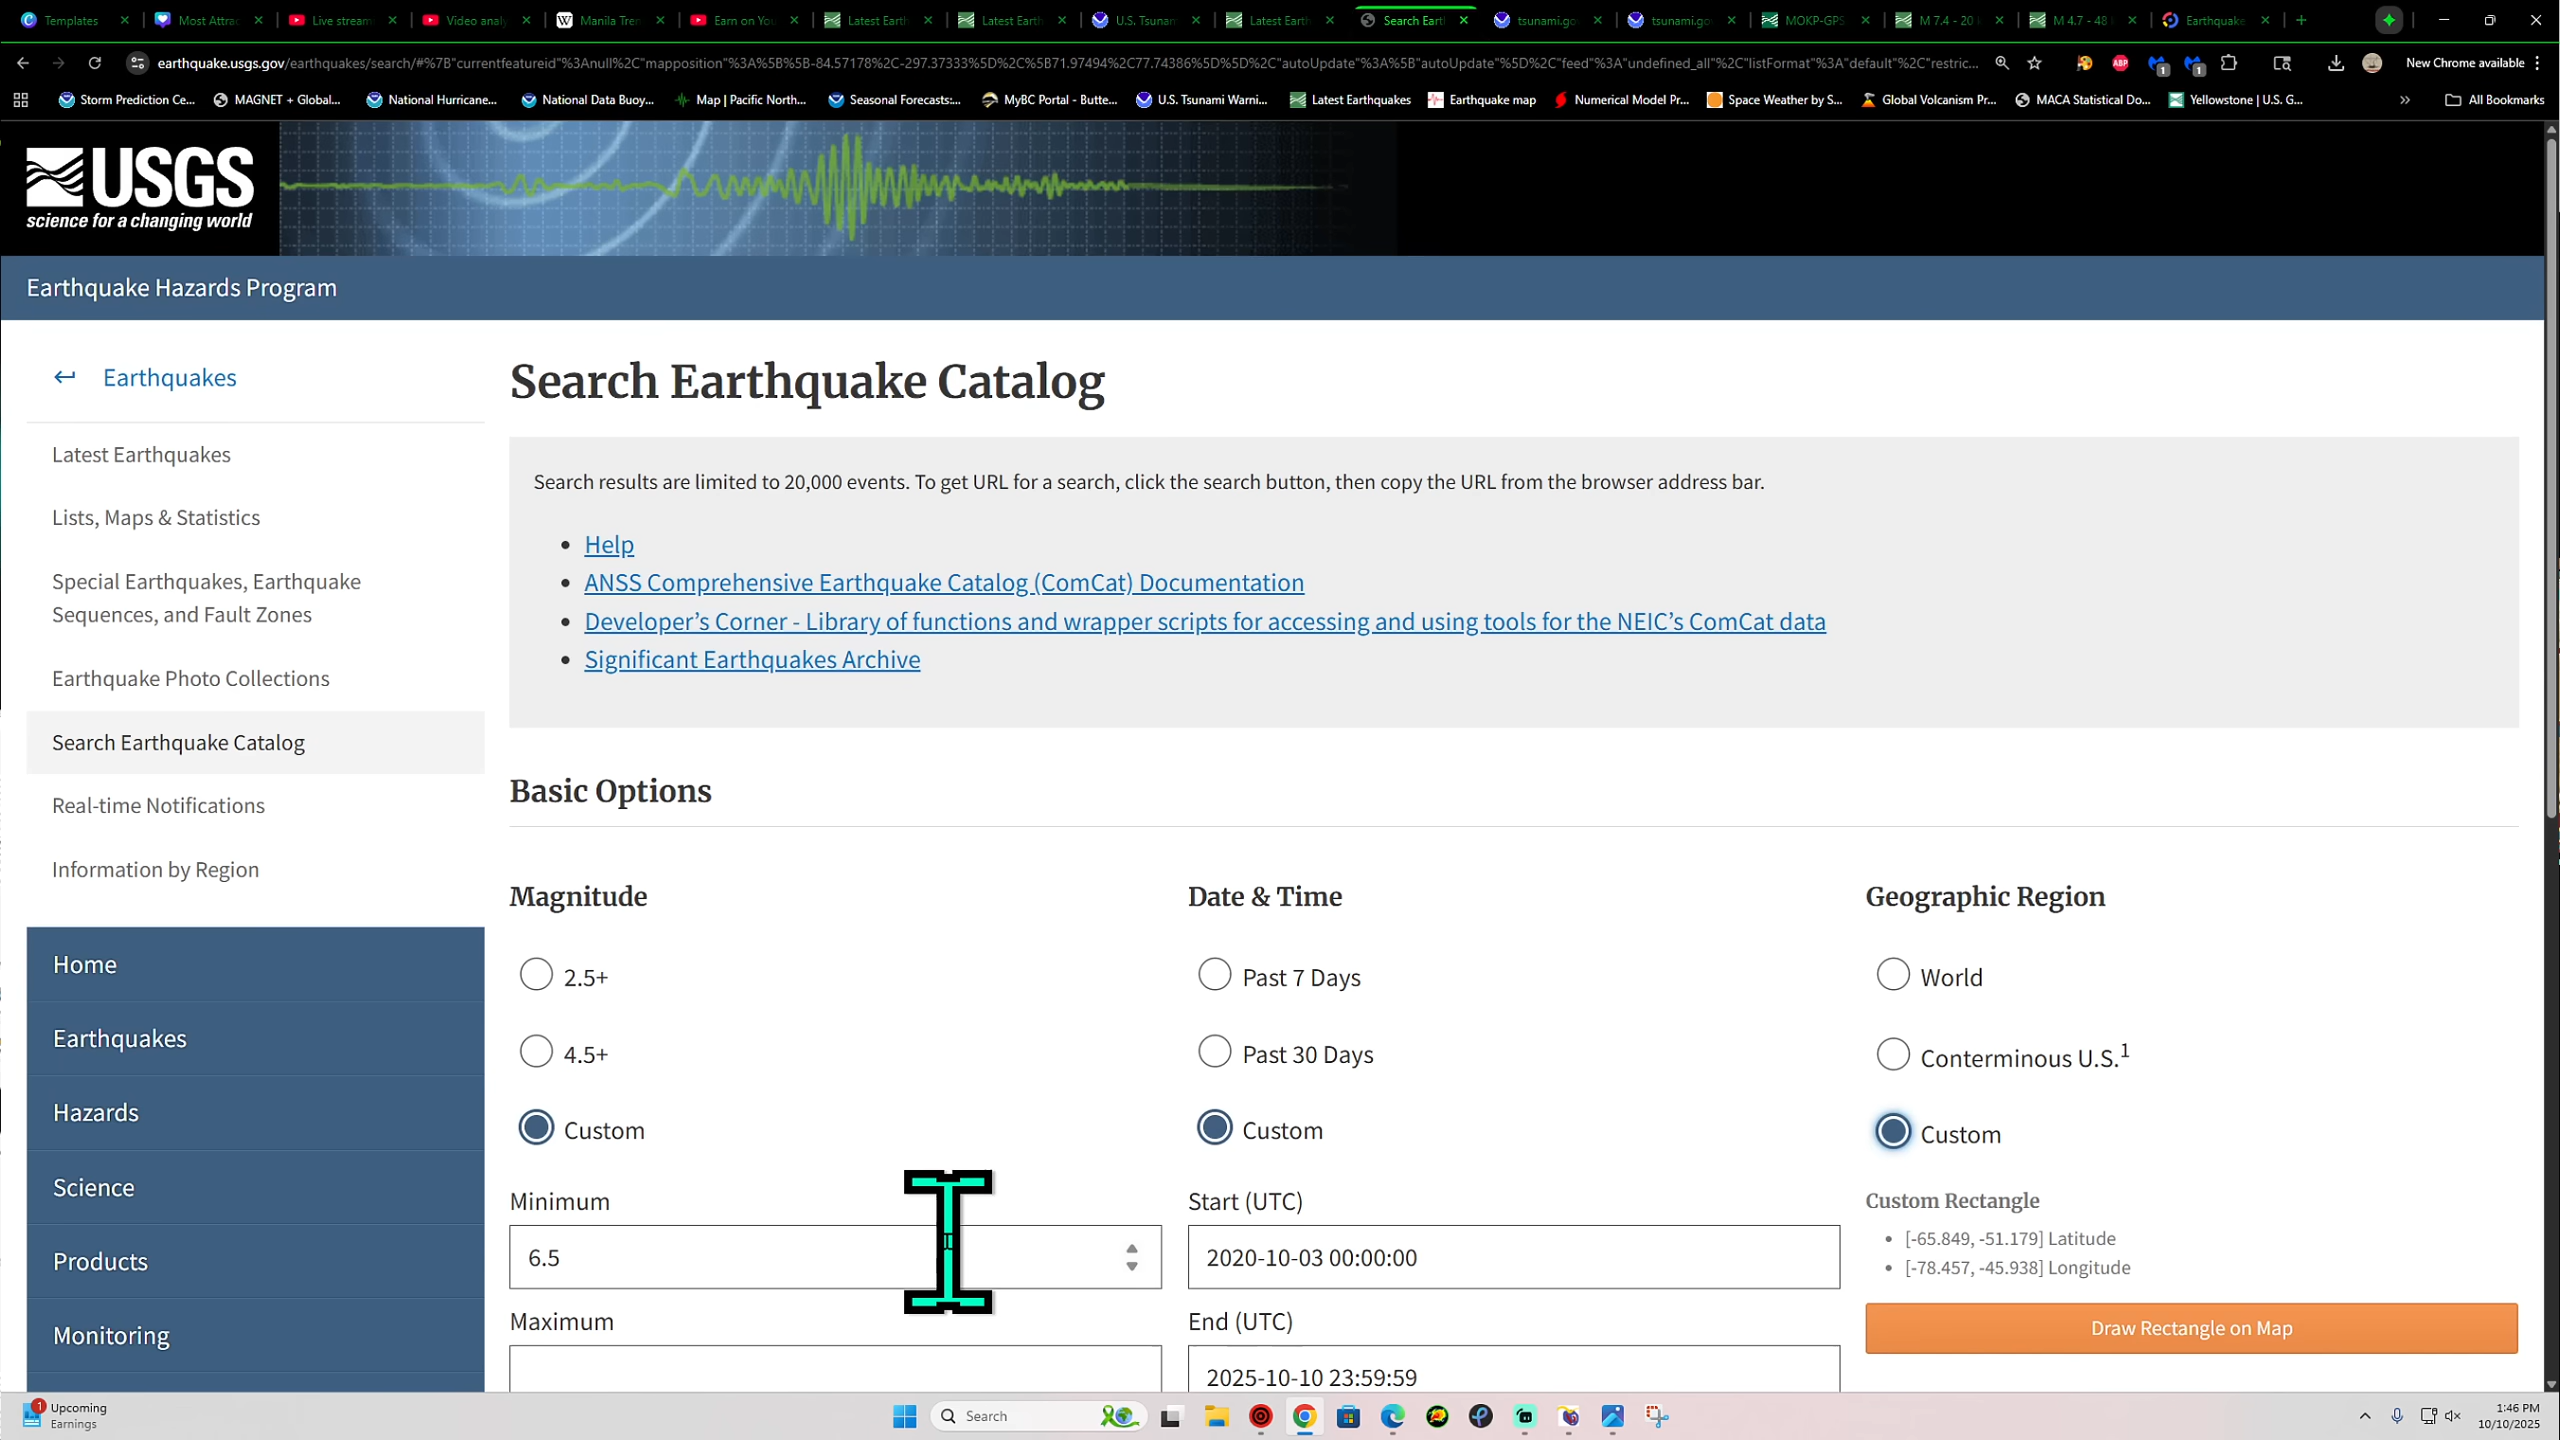 Templates
Most Attrac
Live stream
Video analy
Manila Tren
Earn on You
Latest Earth
Latest Earth
U.S. Tsunan
Latest Earth
Search Eart
tsunami.go
tsunami.go
MOKP-GPS
M 7.4 - 20
M 4.7 - 48
Earthquake
earthquake.usgs.gov/earthquakes/search/#%7B"currentfeatureid"%3Anull%2C"mapposition"%3A%5B%5B-84.57178%2C-297.37333%5D%2C%5B71.97494%2C77.74386%5D%5D%2C"autoUpdate"%3A%5B"autoUpdate"%5D%2C"feed"%3A"undefined_all"%2C"listFormat"%3A"default"%2C"restric...
ABP
1
1
New Chrome available
Storm Prediction Ce...
MAGNET + Global...
National Hurricane...
National Data Buoy...
Map | Pacific North...
Seasonal Forecasts:...
MyBC Portal - Butte...
U.S. Tsunami Warni...
Latest Earthquakes
Earthquake map
Numerical Model Pr...
Space Weather by S...
Global Volcanism Pr...
MACA Statistical Do...
Yellowstone | U.S. G...
All Bookmarks
USGS
science for a changing world
Earthquake Hazards Program
Earthquakes
Latest Earthquakes
Lists, Maps & Statistics
Special Earthquakes, Earthquake
Sequences, and Fault Zones
Earthquake Photo Collections
Search Earthquake Catalog
Real-time Notifications
Information by Region
Home
Earthquakes
Hazards
Science
Products
Monitoring
Search Earthquake Catalog
Search results are limited to 20,000 events. To get URL for a search, click the search button, then copy the URL from the browser address bar.
• Help
• ANSS Comprehensive Earthquake Catalog (ComCat) Documentation
• Developer’s Corner - Library of functions and wrapper scripts for accessing and using tools for the NEIC’s ComCat data
• Significant Earthquakes Archive
Basic Options
Magnitude
2.5+
4.5+
Custom
Minimum
6.5
Maximum
Date & Time
Past 7 Days
Past 30 Days
Custom
Start (UTC)
2020-10-03 00:00:00
End (UTC)
2025-10-10 23:59:59
Geographic Region
World
Conterminous U.S.1
Custom
Custom Rectangle
• [-65.849, -51.179] Latitude
• [-78.457, -45.938] Longitude
Draw Rectangle on Map
1
Upcoming
Earnings
Search
1:46 PM
10/10/2025